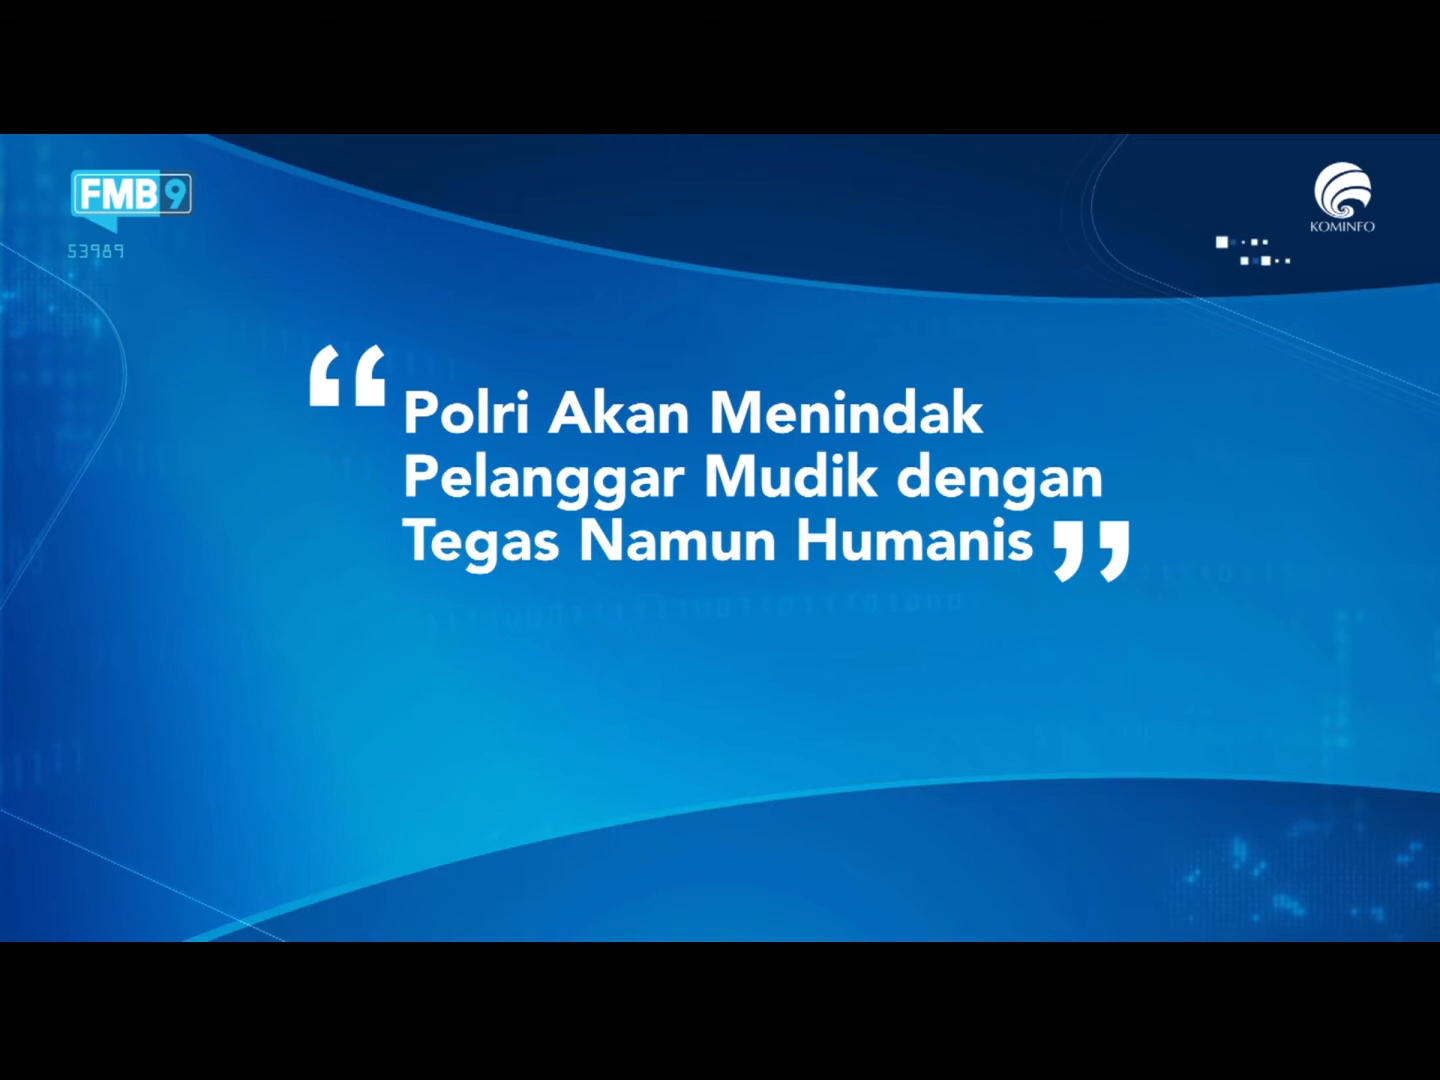 FMB9
KOMINFO
53989
“Polri Akan Menindak
Pelanggar Mudik dengan
Tegas Namun Humanis”